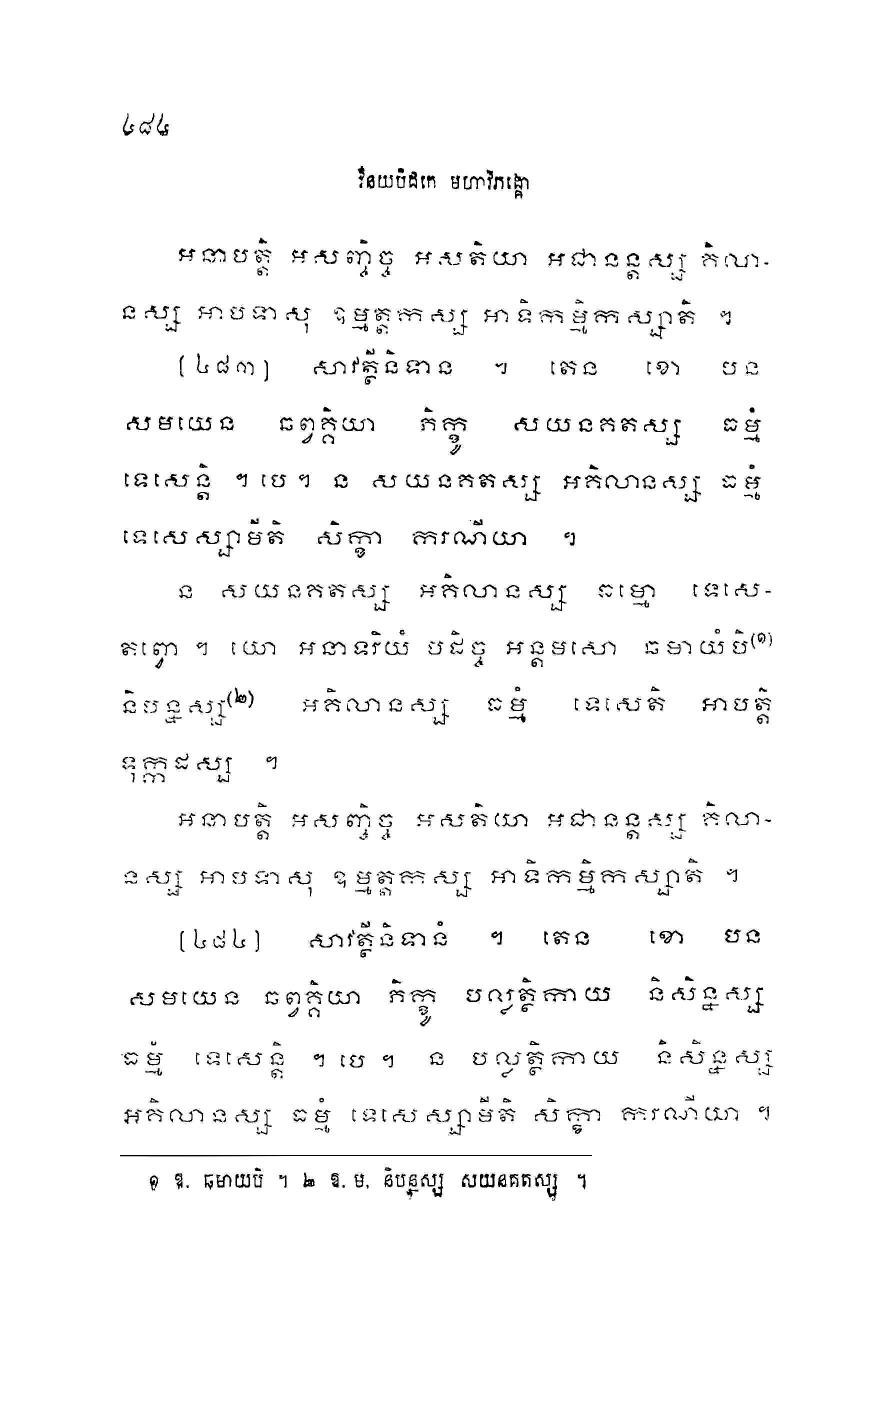 ៤៨៤
វិនយបិដកេ មហាវិភង្គោ
អនាបត្តិ អសញ្ចិច្ច អសតិយា អជានន្តស្ស គិលា-
នស្ស អាបទាសុ ឧម្មត្តកស្ស អាទិកម្មិកស្សាតិ ។
(៤៨៣) សាវត្ថីនិទានំ ។ តេន ខោ បន
សមយេន ឆព្វគ្គិយា ភិក្ខូ សយនគតស្ស ធម្មំ
ទេសេន្តិ ។ បេ ។ ន សយនគតស្ស អគិលានស្ស ធម្មំ
ទេសេស្សាមីតិ សិក្ខា ករណីយា ។
ន សយនគតស្ស អគិលានស្ស ធម្មោ ទេសេ-
តព្វោ ។ យោ អនាទរិយំ បដិច្ច អន្តមសោ ឆមាយំបិ(១)
និបន្នស្ស(២) អគិលានស្ស ធម្មំ ទេសេតិ អាបត្តិ
ទុក្កដស្ស ។
អនាបត្តិ អសញ្ចិច្ច អសតិយា អជានន្តស្ស គិលា-
នស្ស អាបទាសុ ឧម្មត្តកស្ស អាទិកម្មិកស្សាតិ ។
(៤៨៤) សាវត្ថីនិទានំ ។ តេន ខោ បន
សមយេន ឆព្វគ្គិយា ភិក្ខូ បល្លត្ថិកាយ និសិន្នស្ស
ធម្មំ ទេសេន្តិ ។ បេ ។ ន បល្លត្ថិកាយ និសិន្នស្ស
អគិលានស្ស ធម្មំ ទេសេស្សាមីតិ សិក្ខា ករណីយា ។
១ ឱ. ឆមាយបិ ។ ២ ឱ. ម. និបន្នស្ស សយនគតស្ស ។